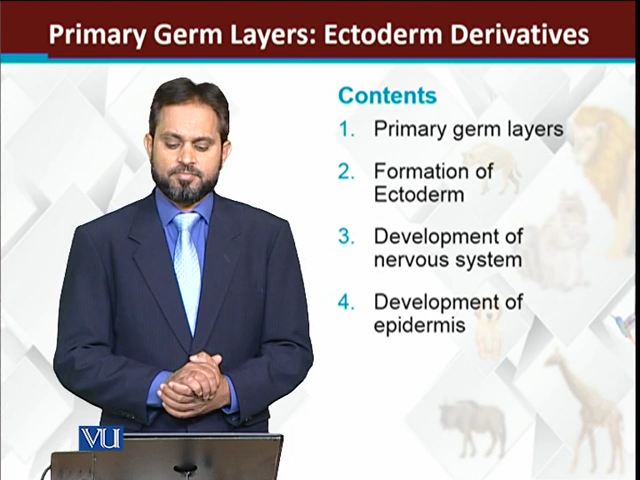 Primary Germ Layers: Ectoderm Derivatives
Contents
1. Primary germ layers
2. Formation of
Ectoderm
3. Development of
nervous system
4. Development of
epidermis
VU